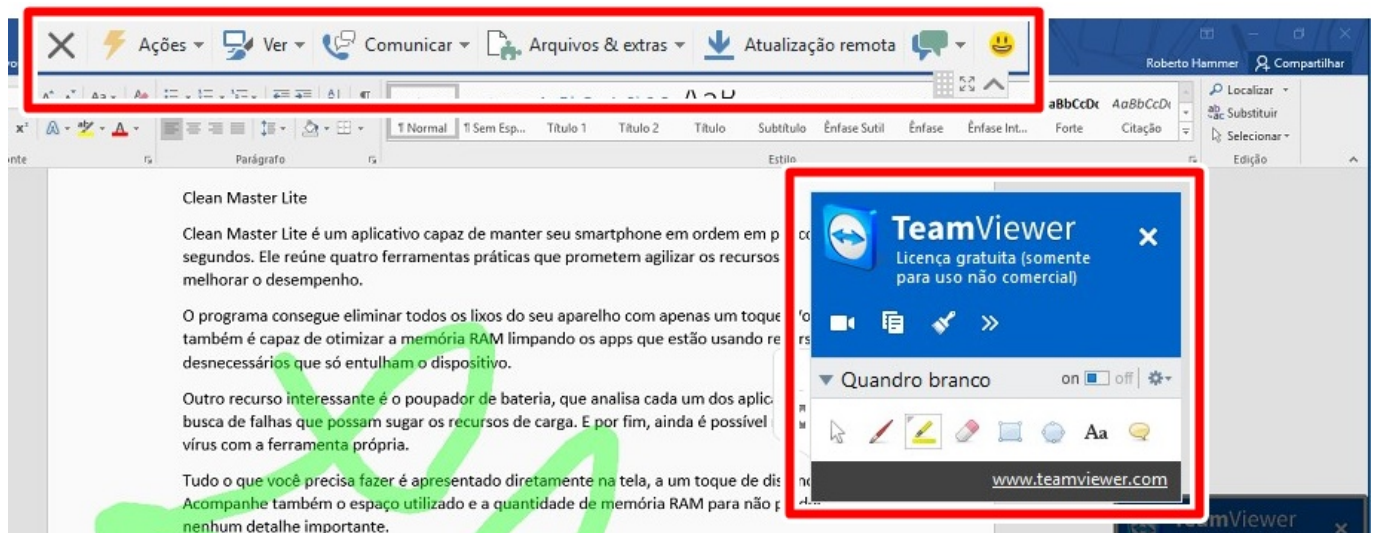 Ações Ver Comunicar Arquivos & extras Atualização remota
Roberto Hammer Compartilhar
Localizar
Substituir
Selecionar
aBbCcDc AaBbCcDc
¶ Normal ¶ Sem Esp... Título 1 Título 2 Título Subtítulo Ênfase Sutil Ênfase Ênfase Int... Forte Citação
Parágrafo Estilo Edição
Clean Master Lite
Clean Master Lite é um aplicativo capaz de manter seu smartphone em ordem em
segundos. Ele reúne quatro ferramentas práticas que prometem agilizar os recursos
melhorar o desempenho.
O programa consegue eliminar todos os lixos do seu aparelho com apenas um toque
também é capaz de otimizar a memória RAM limpando os apps que estão usando
desnecessários que só entulham o dispositivo.
Outro recurso interessante é o poupador de bateria, que analisa cada um dos
busca de falhas que possam sugar os recursos de carga. E por fim, ainda é possível
vírus com a ferramenta própria.
Tudo o que você precisa fazer é apresentado diretamente na tela, a um toque de
Acompanhe também o espaço utilizado e a quantidade de memória RAM para não
nenhum detalhe importante.
TeamViewer
Licença gratuita (somente
para uso não comercial)
Quandro branco on off
Aa
www.teamviewer.com
TeamViewer